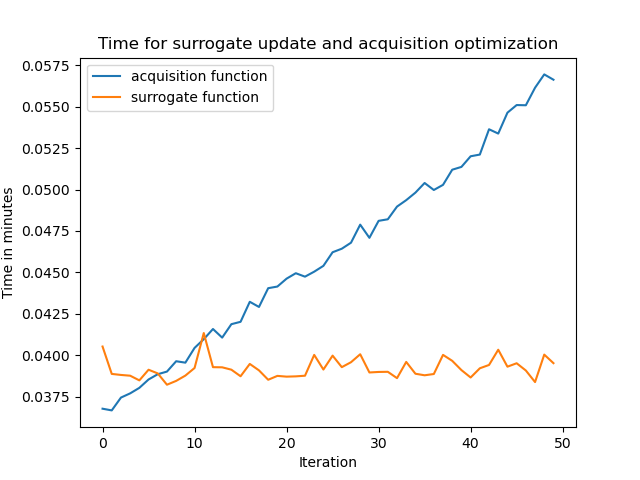 Time for surrogate update and acquisition optimization
acquisition function
surrogate function
0.0575
0.0550
0.0525
0.0500
0.0475
0.0450
0.0425
0.0400
0.0375
Time in minutes
0 10 20 30 40 50
Iteration